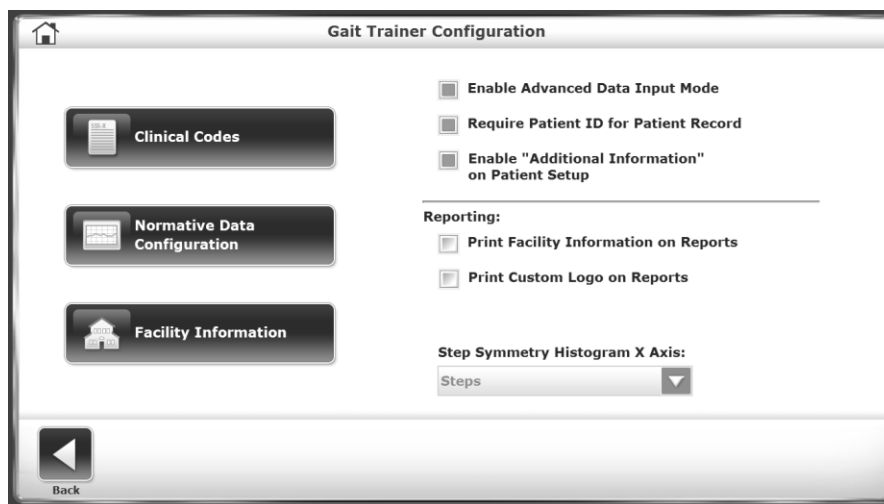 Gait Trainer Configuration
Clinical Codes
Normative Data
Configuration
Facility Information
Enable Advanced Data Input Mode
Require Patient ID for Patient Record
Enable "Additional Information"
on Patient Setup
Reporting:
Print Facility Information on Reports
Print Custom Logo on Reports
Step Symmetry Histogram X Axis:
Steps
Back